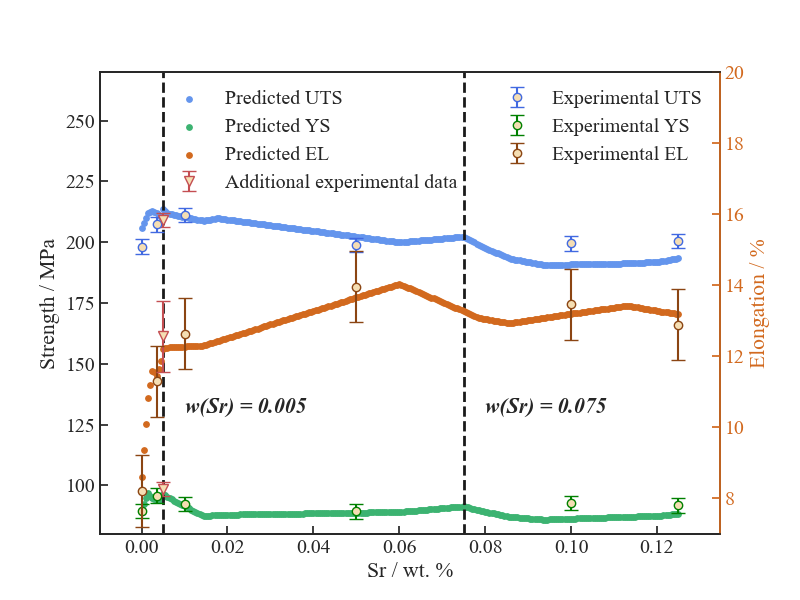 20
Predicted UTS
Experimental UTS
250
Predicted YS
Experimental YS
18
Predicted EL
Experimental EL
225
Additional experimental data
16
200
Strength / MPa
14
Elongation / %
175
150
12
w(Sr) = 0.005
w(Sr) = 0.075
125
10
100
8
0.00
0.02
0.04
0.06
0.08
0.10
0.12
Sr / wt. %